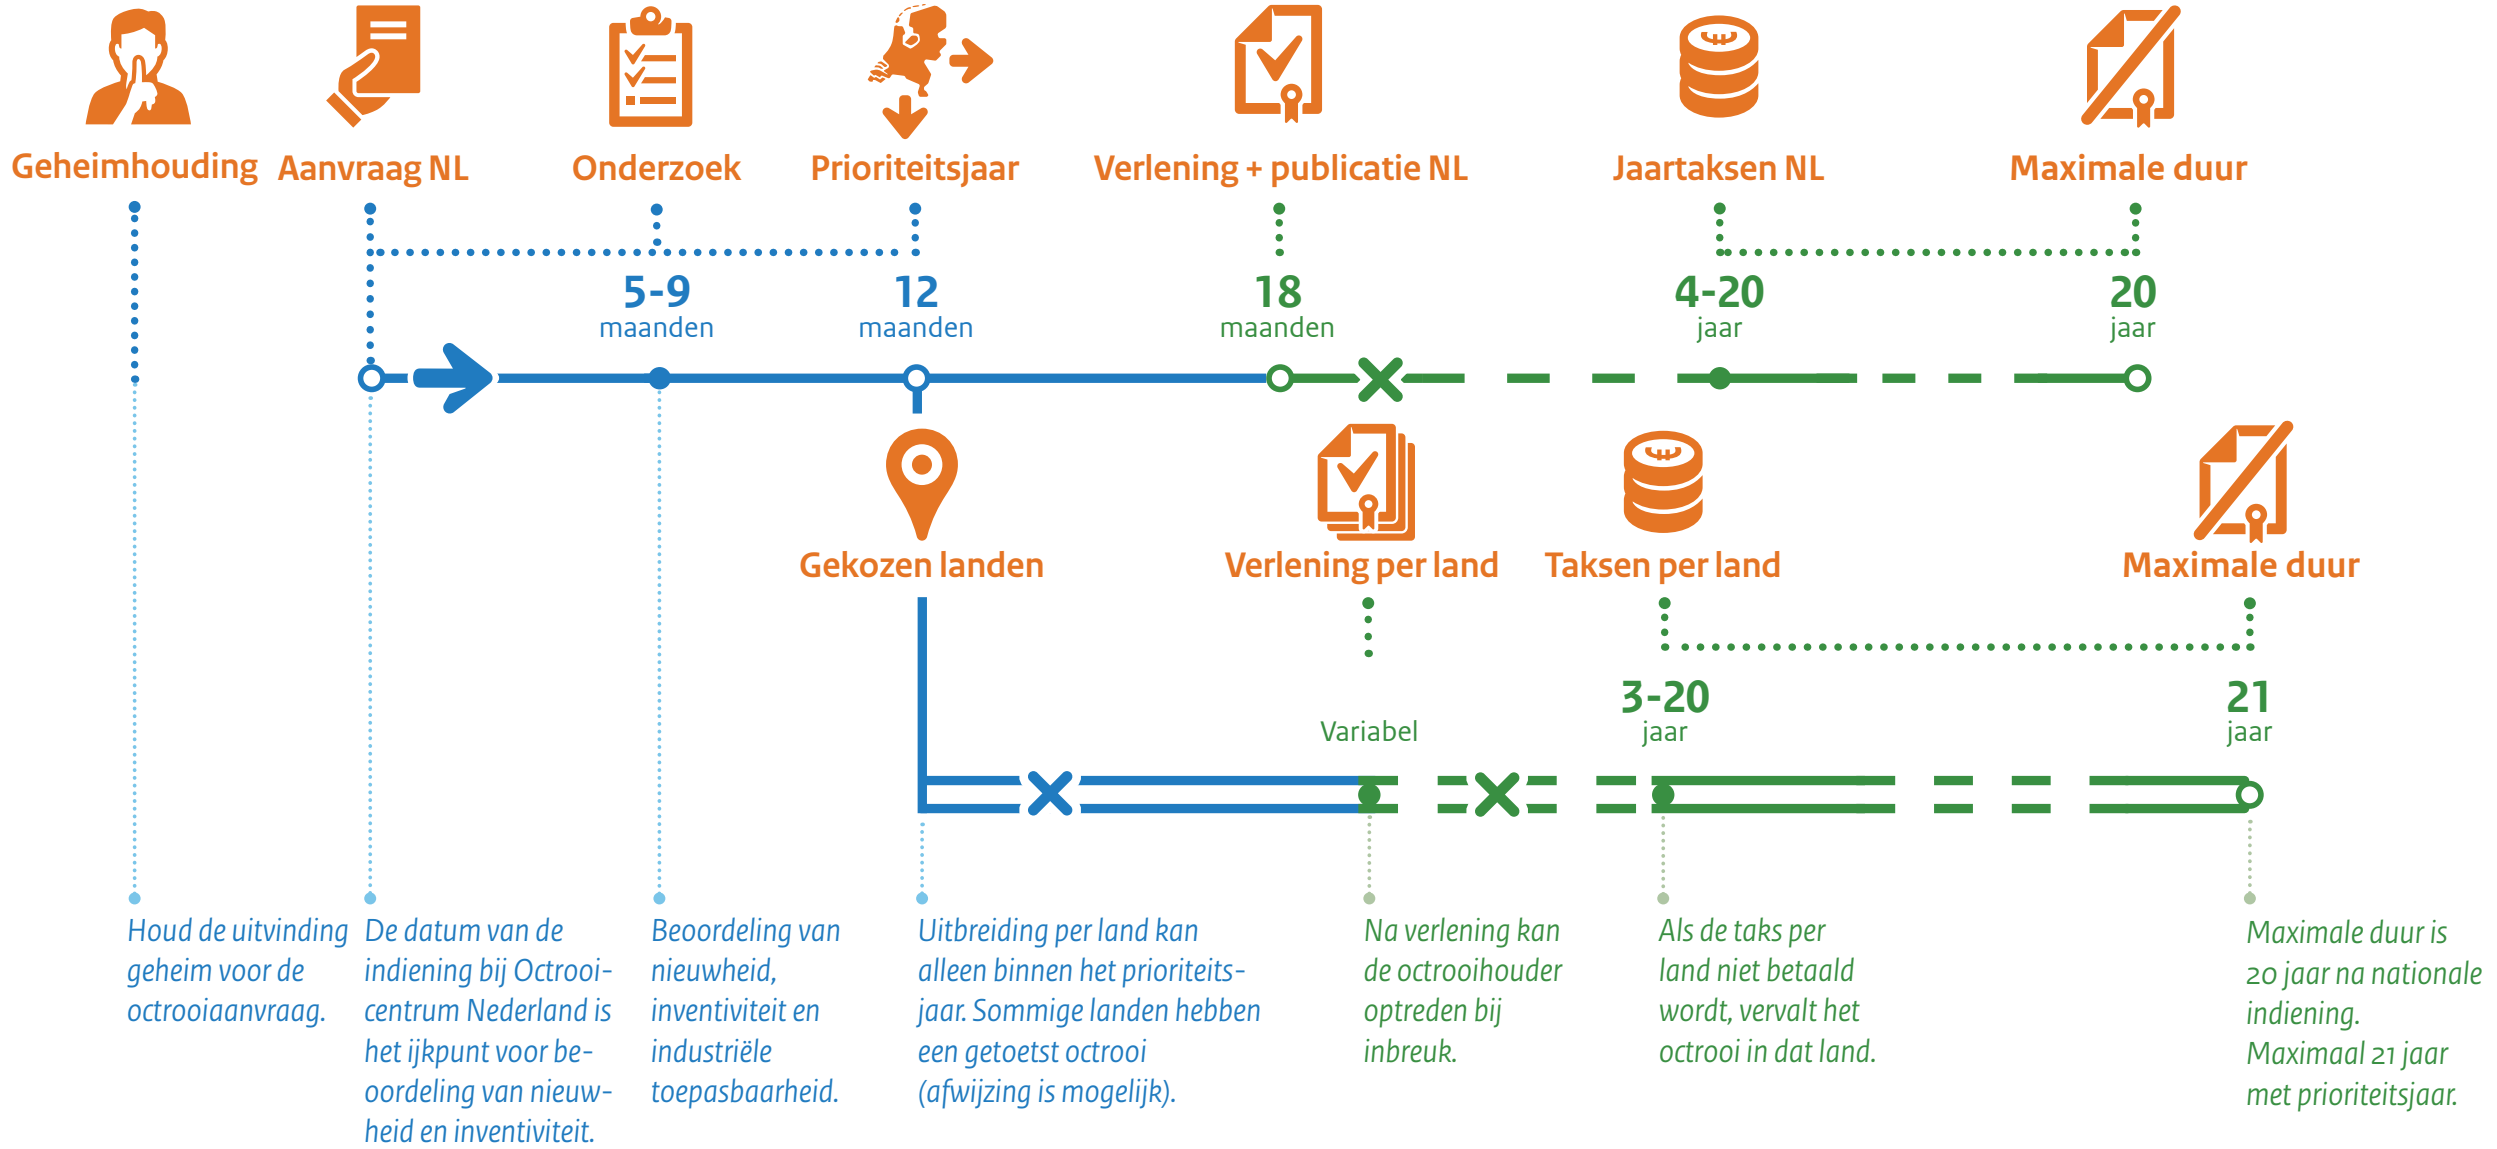 Geheimhouding
Aanvraag NL
Onderzoek
Prioriteitsjaar
Verlening + publicatie NL
Jaartaksen NL
Maximale duur
5-9
maanden
12
maanden
18
maanden
4-20
jaar
20
jaar
Gekozen landen
Verlening per land
Taksen per land
Maximale duur
Variabel
3-20
jaar
21
jaar
Houd de uitvinding
geheim voor de
octrooiaanvraag.
De datum van de
indiening bij Octrooi-
centrum Nederland is
het ijkpunt voor be-
oordeling van nieuw-
heid en inventiviteit.
Beoordeling van
nieuwheid,
inventiviteit en
industriële
toepasbaarheid.
Uitbreiding per land kan
alleen binnen het prioriteits-
jaar. Sommige landen hebben
een getoetst octrooi
(afwijzing is mogelijk).
Na verlening kan
de octrooihouder
optreden bij
inbreuk.
Als de taks per
land niet betaald
wordt, vervalt het
octrooi in dat land.
Maximale duur is
20 jaar na nationale
indiening.
Maximaal 21 jaar
met prioriteitsjaar.